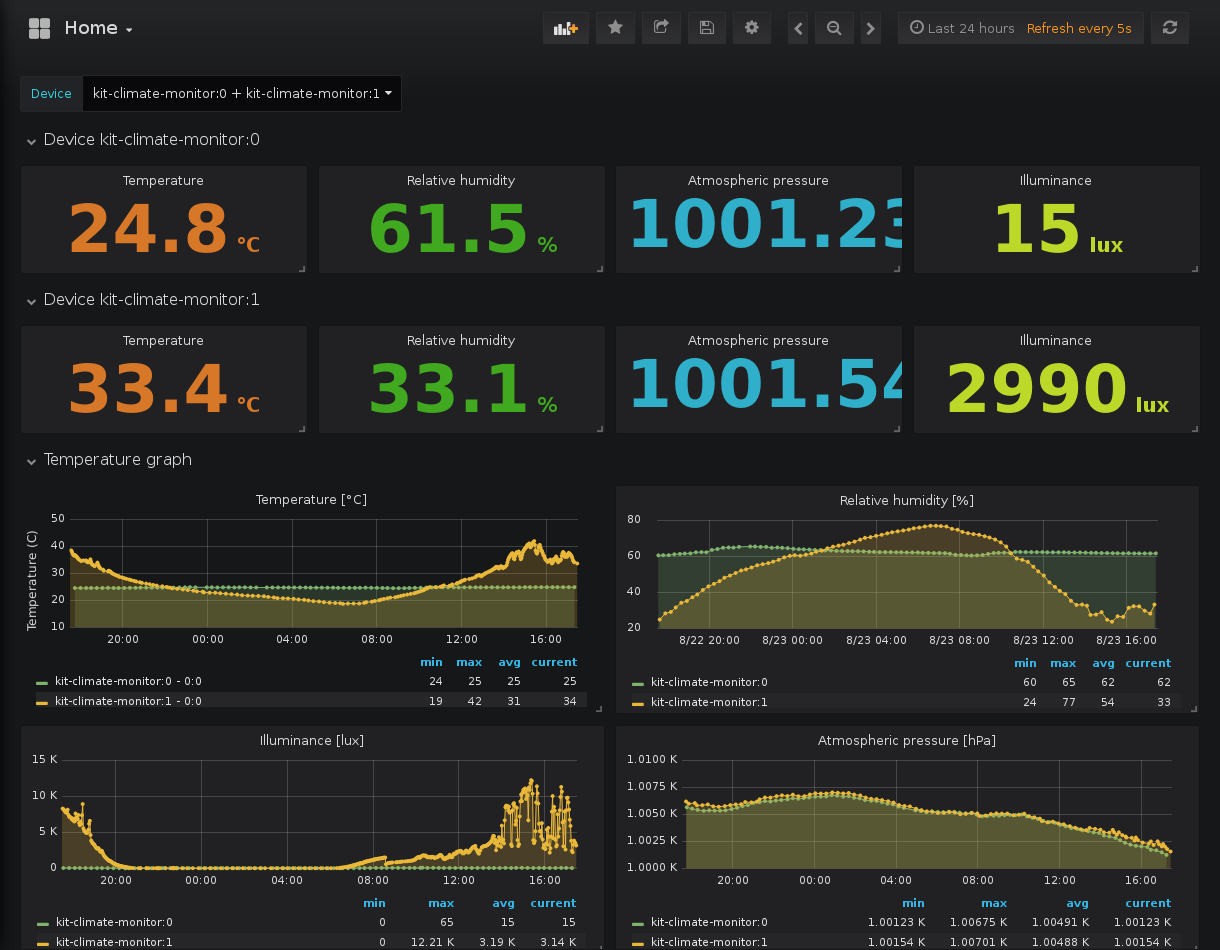 Home
Last 24 hours Refresh every 5s
Device kit-climate-monitor:0 + kit-climate-monitor:1
Device kit-climate-monitor:0
Temperature Relative humidity Atmospheric pressure Illuminance
24.8 °C 61.5 % 1001.23 15 lux
Device kit-climate-monitor:1
Temperature Relative humidity Atmospheric pressure Illuminance
33.4 °C 33.1 % 1001.54 2990 lux
Temperature graph
Temperature [°C]
Temperature (C)
50
40
30
20
10
20:00 00:00 04:00 08:00 12:00 16:00
min max avg current
kit-climate-monitor:0 - 0:0 24 25 25 25
kit-climate-monitor:1 - 0:0 19 42 31 34
Relative humidity [%]
80
60
40
20
8/22 20:00 8/23 00:00 8/23 04:00 8/23 08:00 8/23 12:00 8/23 16:00
min max avg current
kit-climate-monitor:0 60 65 62 62
kit-climate-monitor:1 24 77 54 33
Illuminance [lux]
15 K
10 K
5 K
0
20:00 00:00 04:00 08:00 12:00 16:00
min max avg current
kit-climate-monitor:0 0 65 15 15
kit-climate-monitor:1 0 12.21 K 3.19 K 3.14 K
Atmospheric pressure [hPa]
1.0100 K
1.0075 K
1.0050 K
1.0025 K
1.0000 K
20:00 00:00 04:00 08:00 12:00 16:00
min max avg current
kit-climate-monitor:0 1.00123 K 1.00675 K 1.00491 K 1.00123 K
kit-climate-monitor:1 1.00154 K 1.00701 K 1.00488 K 1.00154 K